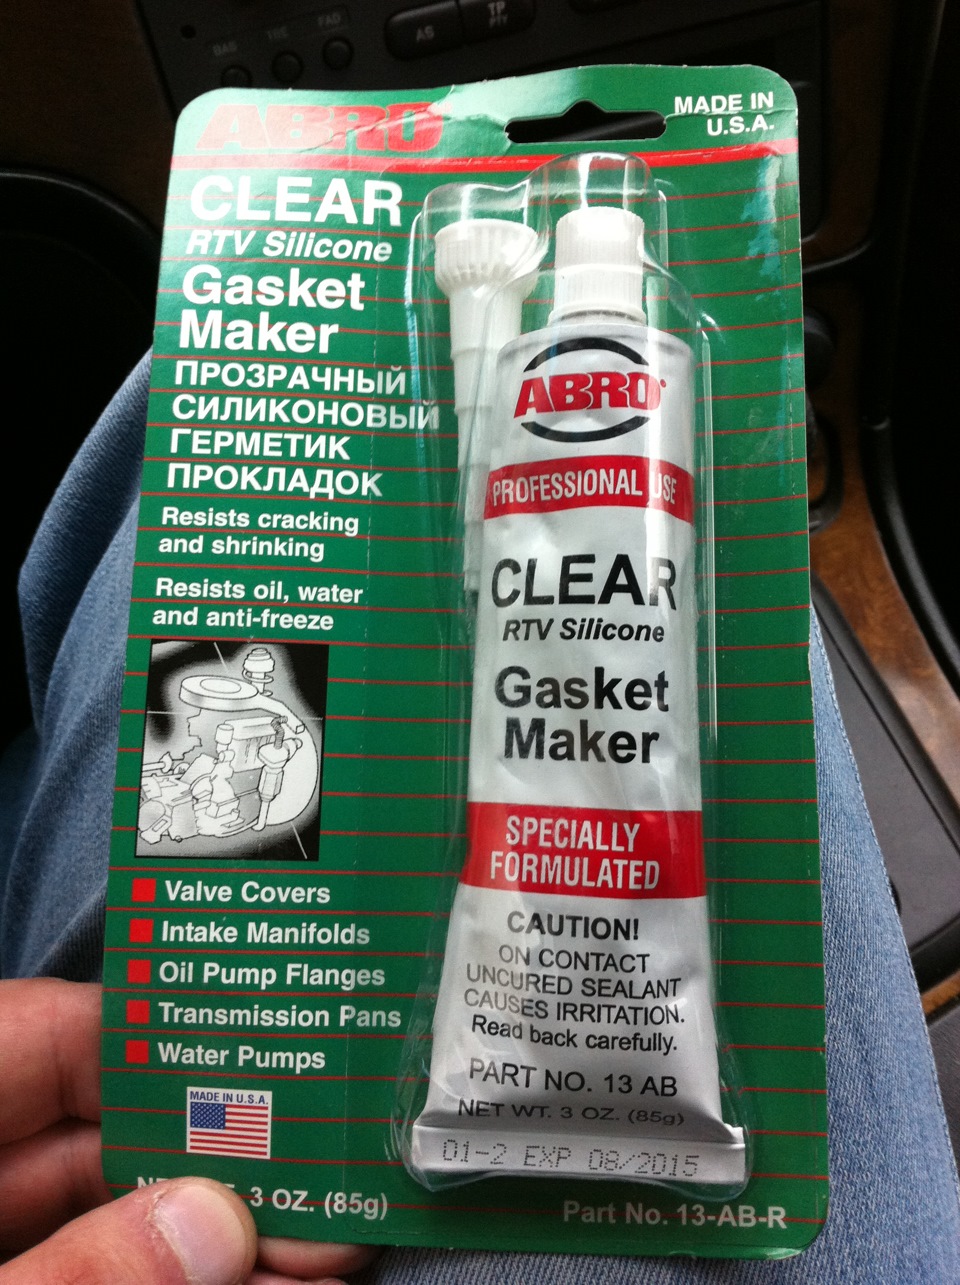 FAD
AS
TP
PTY
ABRO
MADE IN
U.S.A.
CLEAR
RTV Silicone
Gasket
Maker
ПРОЗРАЧНЫЙ
СИЛИКОНОВЫЙ
ГЕРМЕТИК
ПРОКЛАДОК
Resists cracking
and shrinking
Resists oil, water
and anti-freeze
Valve Covers
Intake Manifolds
Oil Pump Flanges
Transmission Pans
Water Pumps
MADE IN U.S.A.
3 OZ. (85g)
Part No. 13-AB-R
ABRO
PROFESSIONAL USE
CLEAR
RTV Silicone
Gasket
Maker
SPECIALLY
FORMULATED
CAUTION!
ON CONTACT
UNCURED SEALANT
CAUSES IRRITATION.
Read back carefully.
PART NO. 13 AB
NET WT. 3 OZ. (85g)
01-2 EXP 08/2015